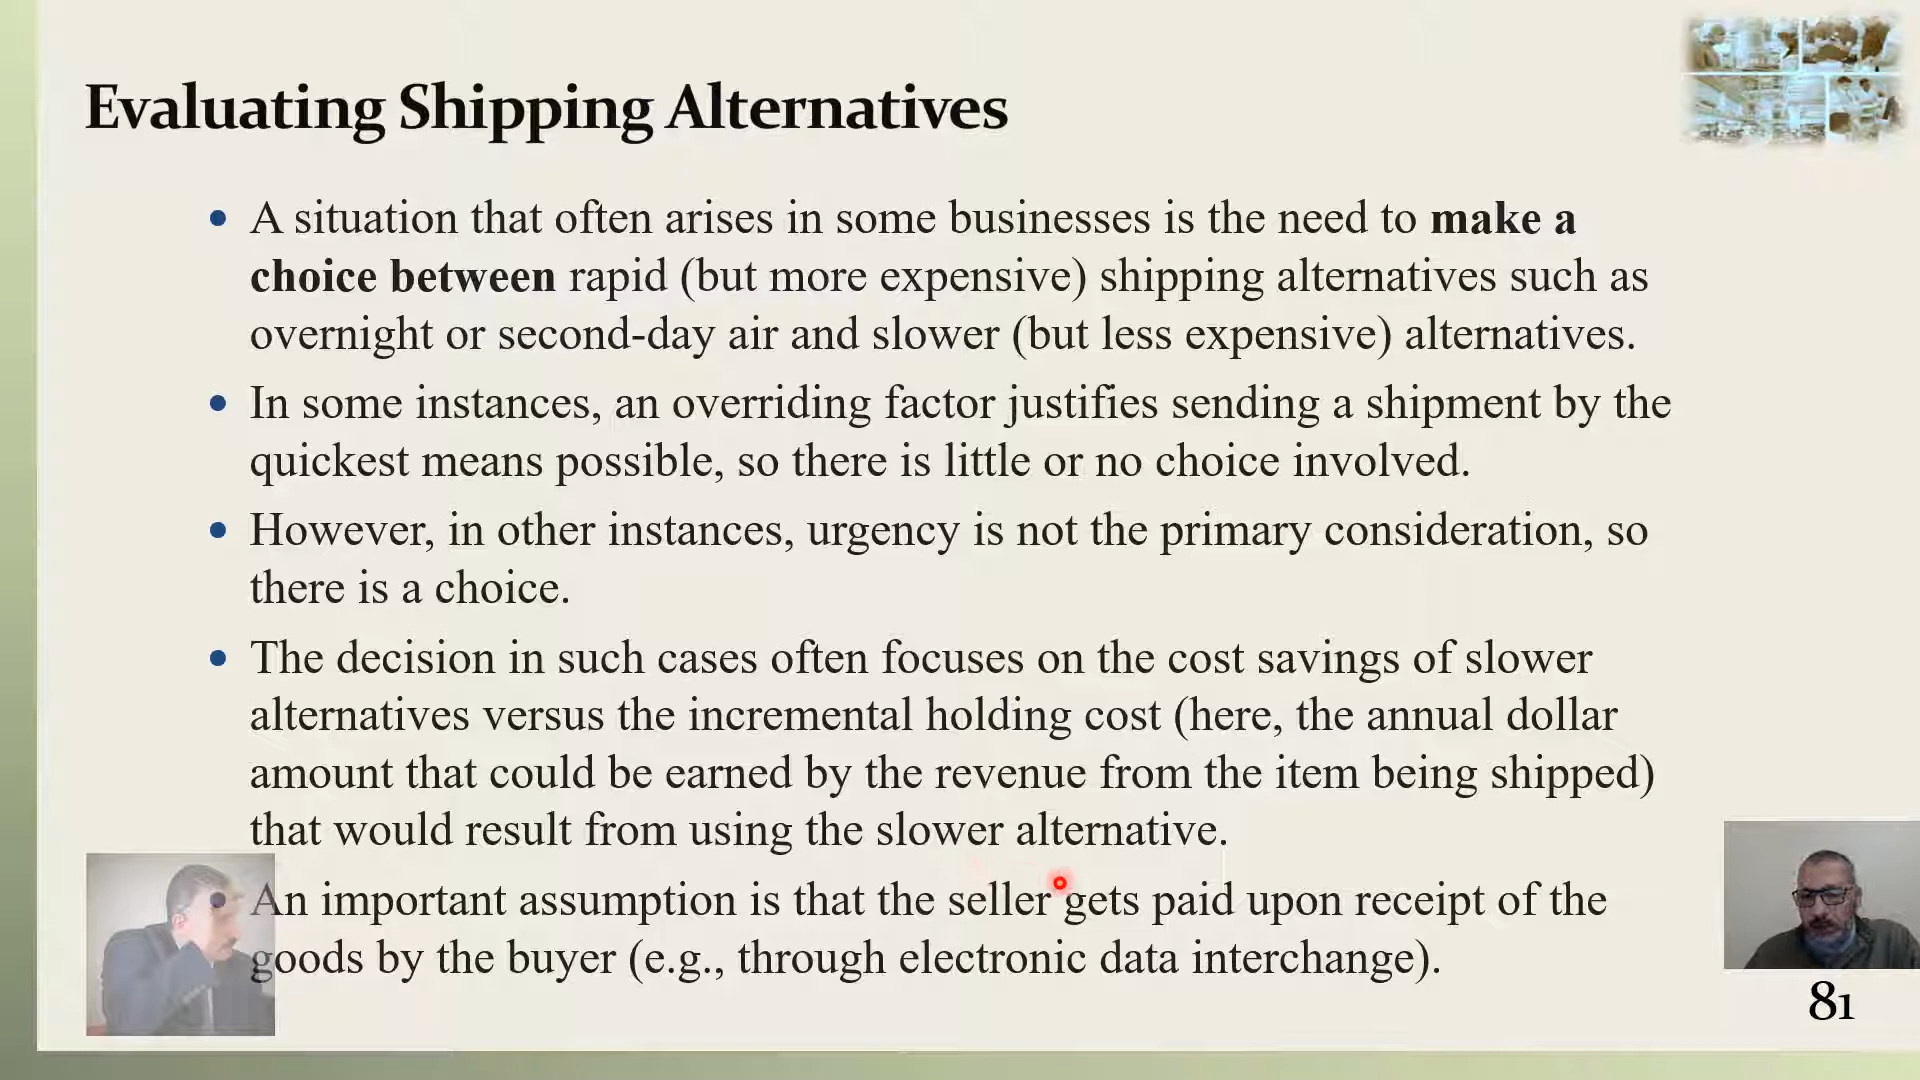 Evaluating Shipping Alternatives
A situation that often arises in some businesses is the need to make a
choice between rapid (but more expensive) shipping alternatives such as
overnight or second-day air and slower (but less expensive) alternatives.
In some instances, an overriding factor justifies sending a shipment by the
quickest means possible, so there is little or no choice involved.
However, in other instances, urgency is not the primary consideration, so
there is a choice.
The decision in such cases often focuses on the cost savings of slower
alternatives versus the incremental holding cost (here, the annual dollar
amount that could be earned by the revenue from the item being shipped)
that would result from using the slower alternative.
An important assumption is that the seller gets paid upon receipt of the
goods by the buyer (e.g., through electronic data interchange).
81